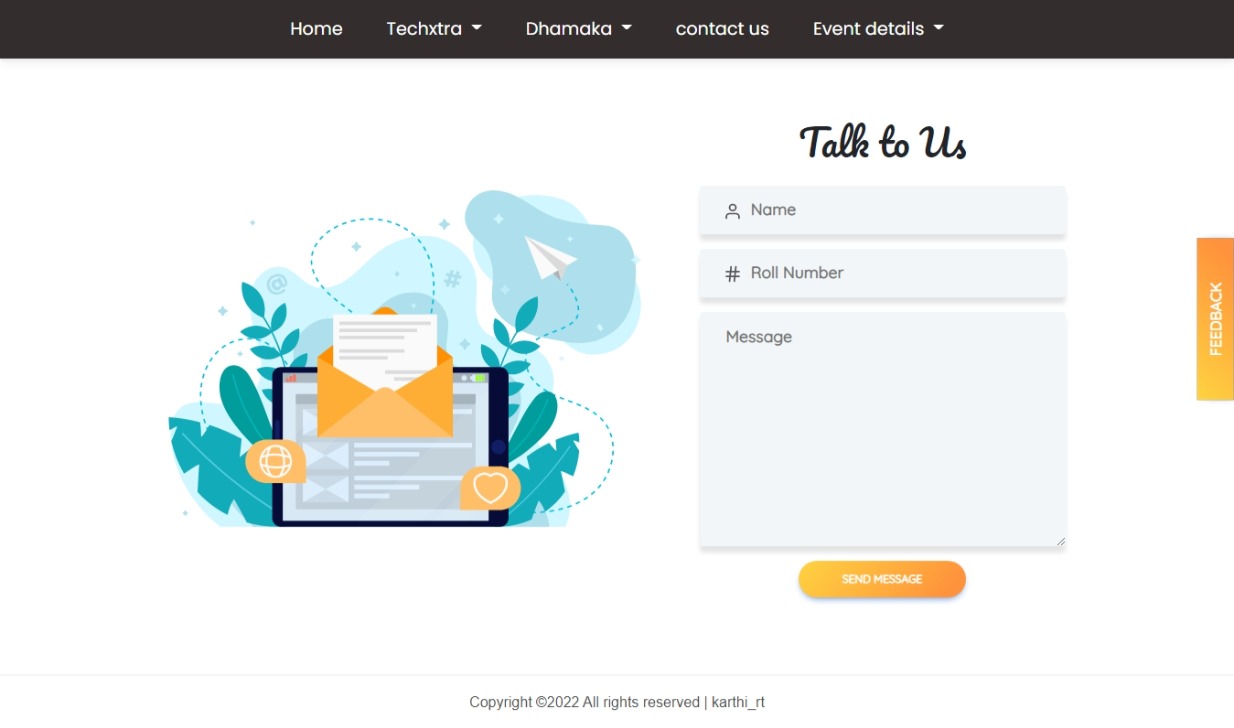 Home Techxtra Dhamaka contact us Event details
Talk to Us
@
#
Name
# Roll Number
Message
FEEDBACK
SEND MESSAGE
Copyright ©2022 All rights reserved | karthi_rt